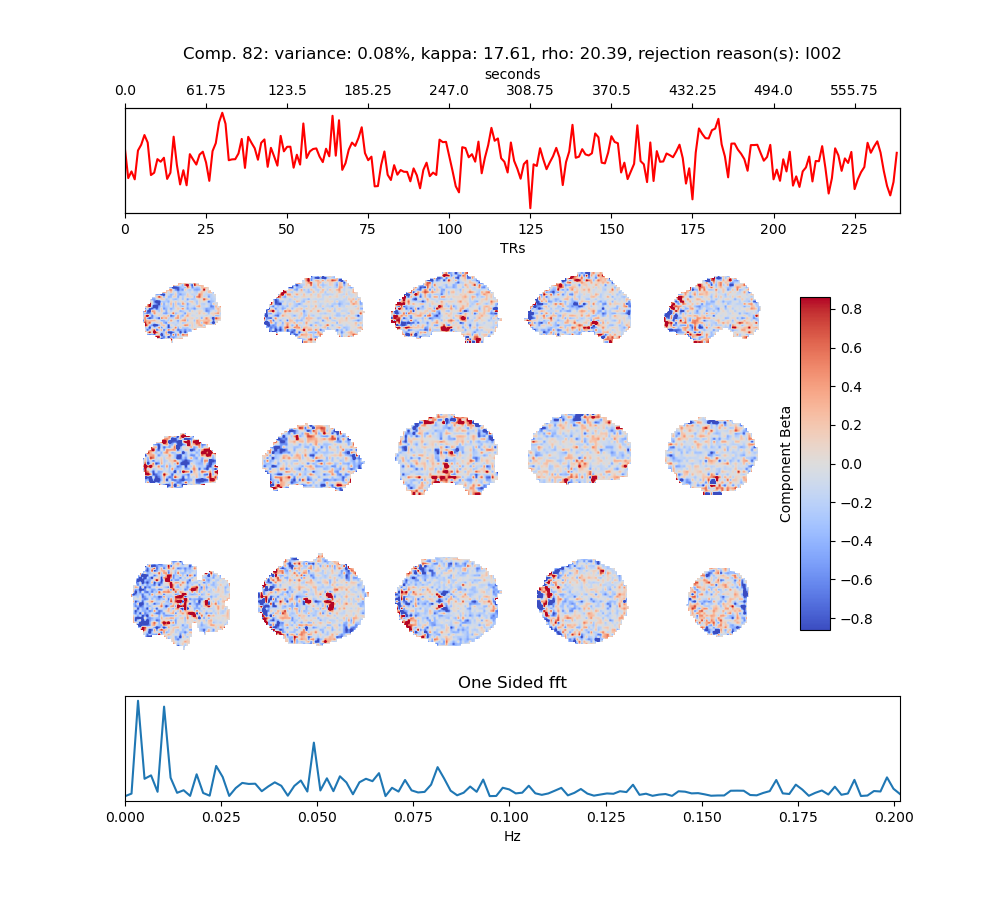 Comp. 82: variance: 0.08%, kappa: 17.61, rho: 20.39, rejection reason(s): I002
seconds
0.0 61.75 123.5 185.25 247.0 308.75 370.5 432.25 494.0 555.75
0 25 50 75 100 125 150 175 200 225
TRs
Component Beta
0.8
0.6
0.4
0.2
0.0
−0.2
−0.4
−0.6
−0.8
One Sided fft
0.000 0.025 0.050 0.075 0.100 0.125 0.150 0.175 0.200
Hz